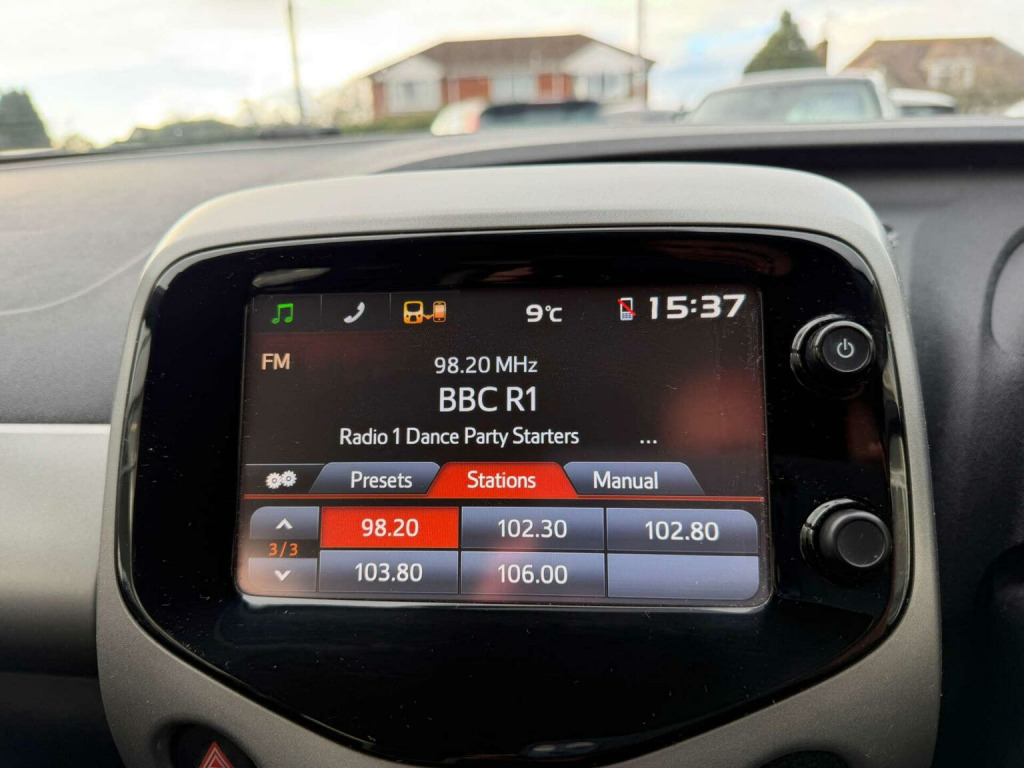 9°C
15:37
FM
98.20 MHz
BBC R1
Radio 1 Dance Party Starters ...
Presets Stations Manual
98.20 102.30 102.80
3/3
103.80 106.00